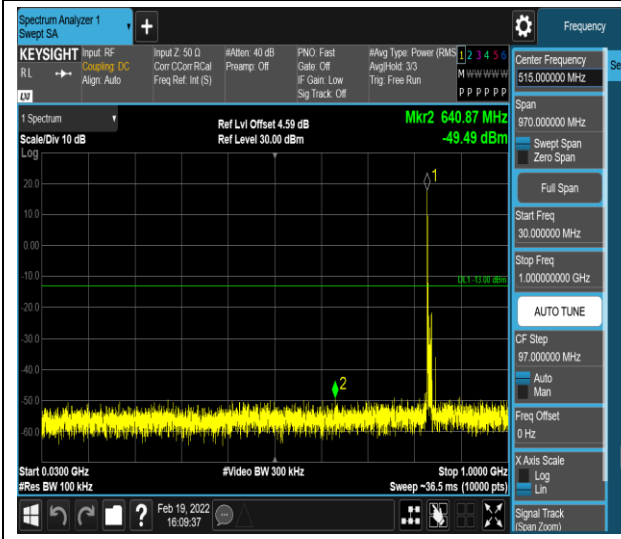 Spectrum Analyzer 1
Swept SA
Frequency
KEYSIGHT
RL
Input: RF
Coupling: DC
Align: Auto
Input Z: 50 Ω
Corr CCorr RCal
Freq Ref: Int (S)
#Atten: 40 dB
Preamp: Off
PNO: Fast
Gate: Off
IF Gain: Low
Sig Track: Off
#Avg Type: Power (RMS
Avg|Hold: 3/3
Trig: Free Run
1 2 3 4 5 6
M W W W W W
P P P P P P
LXI
1 Spectrum
Scale/Div 10 dB
Log
Ref Lvl Offset 4.59 dB
Ref Level 30.00 dBm
Mkr2 640.87 MHz
-49.49 dBm
1
20.0
10.0
0.00
-10.0
DL1 -13.00 dBm
-20.0
-30.0
-40.0
2
-50.0
-60.0
Start 0.0300 GHz
#Res BW 100 kHz
#Video BW 300 kHz
Stop 1.0000 GHz
Sweep ~36.5 ms (10000 pts)
?
Feb 19, 2022
16:09:37
Center Frequency
515.000000 MHz
Se
Span
970.000000 MHz
Swept Span
Zero Span
Full Span
Start Freq
30.000000 MHz
Stop Freq
1.000000000 GHz
AUTO TUNE
CF Step
97.000000 MHz
Auto
Man
Freq Offset
0 Hz
X Axis Scale
Log
Lin
Signal Track
(Span Zoom)